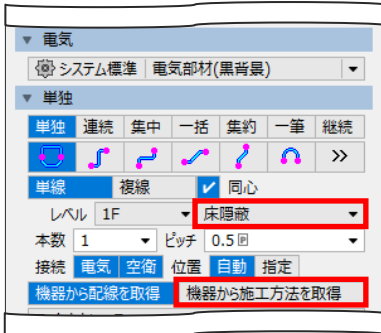 電気
システム標準 電気部材(黒背景)
単独
単独 連続 集中 一括 集約 一筆 継続
単線 複線 同心
レベル 1F 床隠蔽
本数 1 ピッチ 0.5
接続 電気 空衛 位置 自動 指定
機器から配線を取得 機器から施工方法を取得